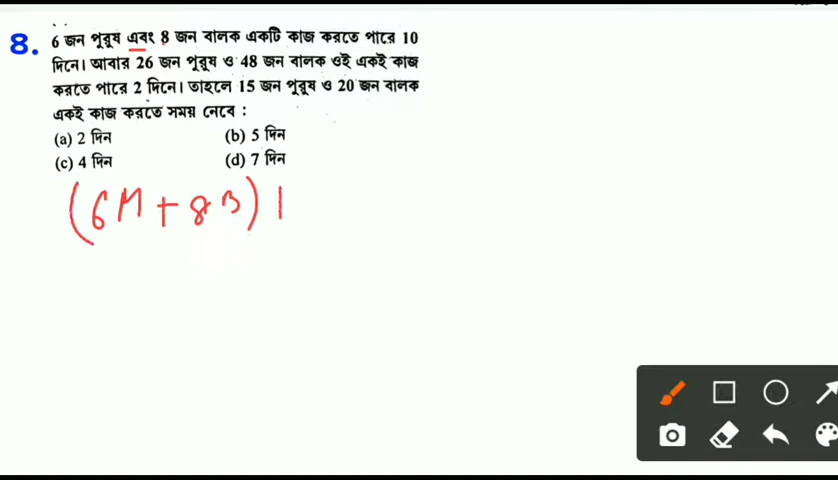 8. 6 জন পুরুষ এবং 8 জন বালক একটি কাজ করতে পারে 10
দিনে। আবার 26 জন পুরুষ ও 48 জন বালক ওই একই কাজ
করতে পারে 2 দিনে। তাহলে 15 জন পুরুষ ও 20 জন বালক
একই কাজ করতে সময় নেবে :
(a) 2 দিন (b) 5 দিন
(c) 4 দিন (d) 7 দিন
(6M + 8B) 1